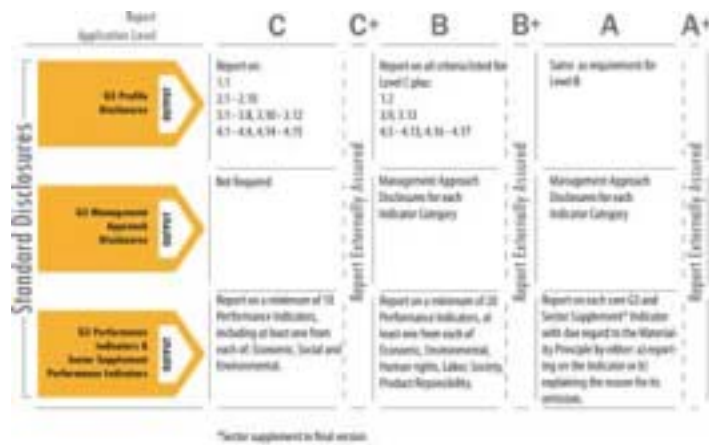 Report
Application Level
C
C+
B
B+
A
A+
Standard Disclosures
G3 Profile
Disclosures
OUTPUT
Report on:
1.1
2.1 - 2.10
3.1 - 3.8, 3.10 - 3.12
4.1 - 4.4, 4.14 - 4.15
Report on all criteria listed for
Level C plus:
1.2
3.9, 3.13
4.5 - 4.13, 4.16 - 4.17
Same as requirement for
Level B
G3 Management
Approach
Disclosures
OUTPUT
Not Required
Management Approach
Disclosures for each
Indicator Category
Management Approach
Disclosures for each
Indicator Category
G3 Performance
Indicators &
Sector Supplement
Performance Indicators
OUTPUT
Report on a minimum of 10
Performance Indicators,
including at least one from
each of: Economic, Social and
Environmental.
Report on a minimum of 20
Performance Indicators, at
least one from each of
Economic, Environmental,
Human rights, Labor, Society,
Product Responsibility.
Report on each core G3 and
Sector Supplement* Indicator
with due regard to the Material-
ity Principle by either: a) report-
ing on the Indicator or b)
explaining the reason for its
omission.
Report Externally Assured
Report Externally Assured
Report Externally Assured
*Sector supplement in final version